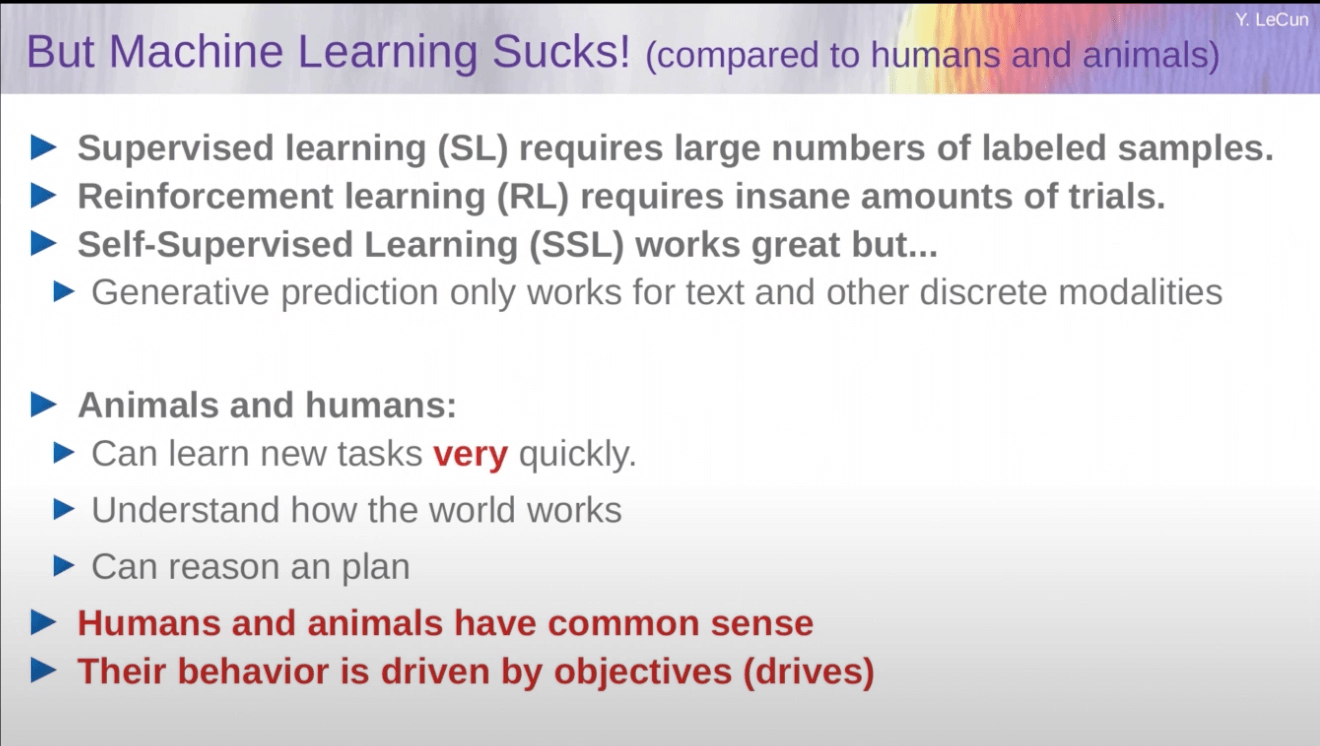 Y. LeCun
But Machine Learning Sucks! (compared to humans and animals)
Supervised learning (SL) requires large numbers of labeled samples.
Reinforcement learning (RL) requires insane amounts of trials.
Self-Supervised Learning (SSL) works great but...
Generative prediction only works for text and other discrete modalities
Animals and humans:
Can learn new tasks very quickly.
Understand how the world works
Can reason an plan
Humans and animals have common sense
Their behavior is driven by objectives (drives)